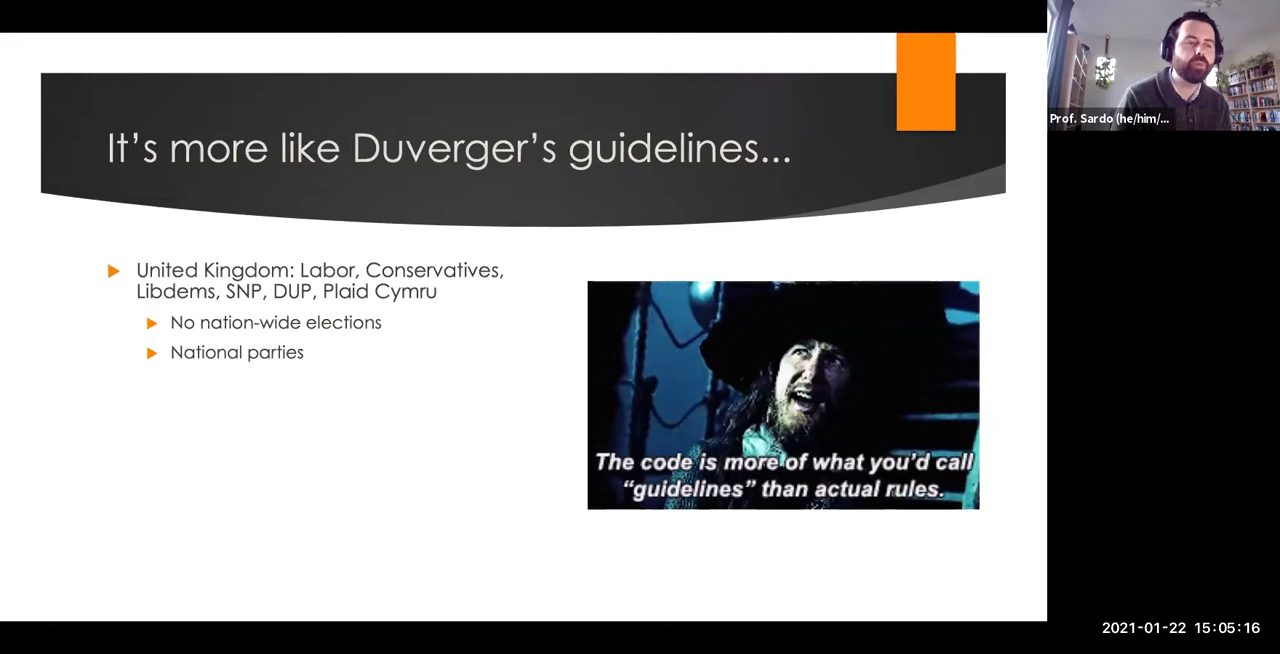 It's more like Duverger's guidelines...
United Kingdom: Labor, Conservatives,
Libdems, SNP, DUP, Plaid Cymru
No nation-wide elections
National parties
The code is more of what you'd call
"guidelines" than actual rules.
Prof. Sardo (he/him/...
2021-01-22 15:05:16